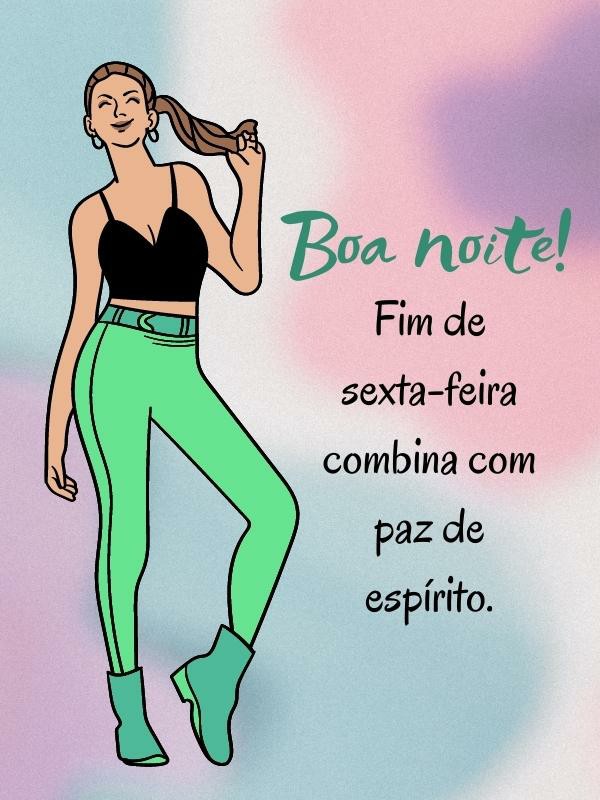 Boa noite!
Fim de
sexta-feira
combina com
paz de
espírito.